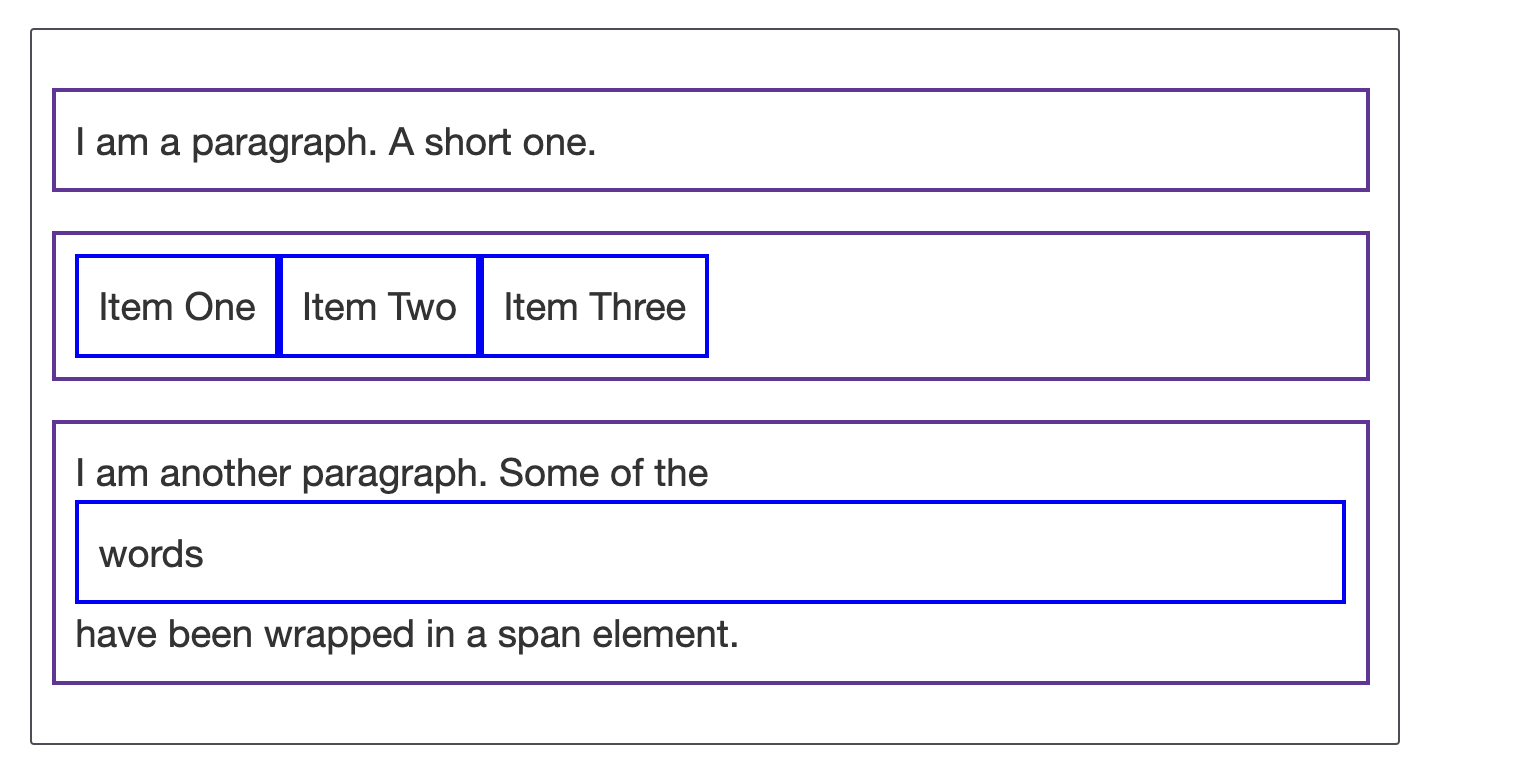 I am a paragraph. A short one.
Item One Item Two Item Three
I am another paragraph. Some of the
words
have been wrapped in a span element.